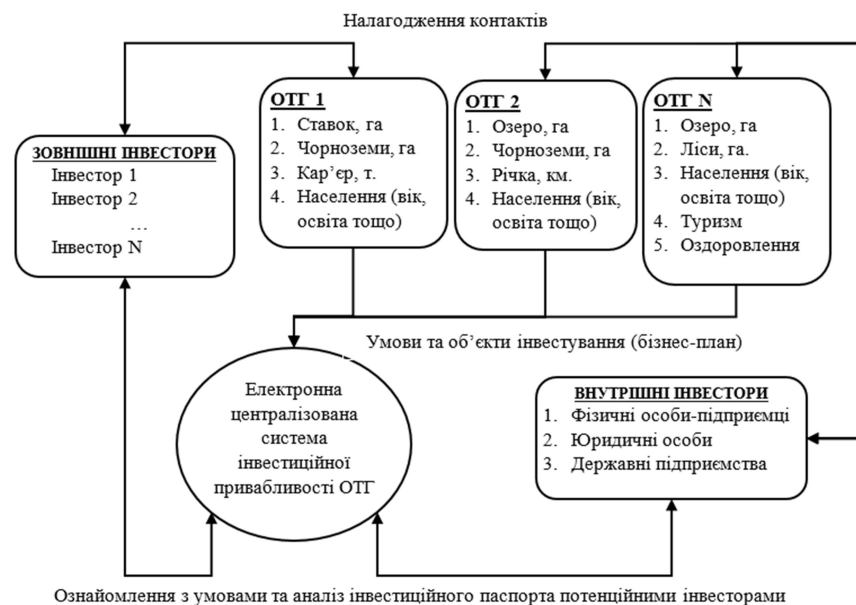 Налагодження контактів
ОТГ 1
1. Ставок, га
2. Чорноземи, га
3. Кар’єр, т.
4. Населення (вік,
освіта тощо)
ОТГ 2
1. Озеро, га
2. Чорноземи, га
3. Річка, км.
4. Населення (вік,
освіта тощо)
ОТГ N
1. Озеро, га
2. Ліси, га.
3. Населення (вік,
освіта тощо)
4. Туризм
5. Оздоровлення
ЗОВНІШНІ ІНВЕСТОРИ
Інвестор 1
Інвестор 2
...
Інвестор N
Умови та об’єкти інвестування (бізнес-план)
Електронна
централізована
система
інвестиційної
привабливості ОТГ
ВНУТРІШНІ ІНВЕСТОРИ
1. Фізичні особи-підприємці
2. Юридичні особи
3. Державні підприємства
Ознайомлення з умовами та аналіз інвестиційного паспорта потенційними інвесторами